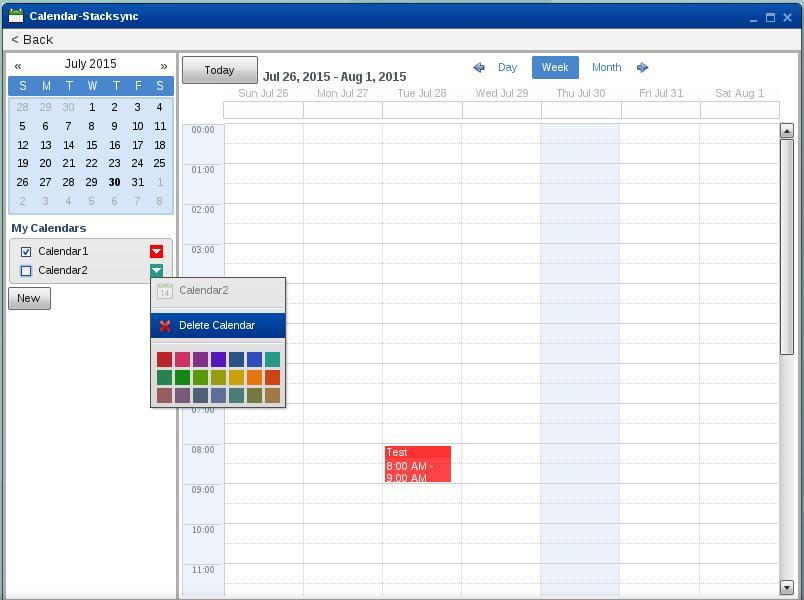 Calendar-Stacksync
< Back
« July 2015 »
S M T W T F S
28 29 30 1 2 3 4
5 6 7 8 9 10 11
12 13 14 15 16 17 18
19 20 21 22 23 24 25
26 27 28 29 30 31 1
2 3 4 5 6 7 8
My Calendars
Calendar1
Calendar2
New
14 Calendar2
Delete Calendar
Today
Jul 26, 2015 - Aug 1, 2015
Day Week Month
Sun Jul 26 Mon Jul 27 Tue Jul 28 Wed Jul 29 Thu Jul 30 Fri Jul 31 Sat Aug 1
00:00
01:00
02:00
03:00
07:00
08:00
Test
8:00 AM -
9:00 AM
09:00
10:00
11:00